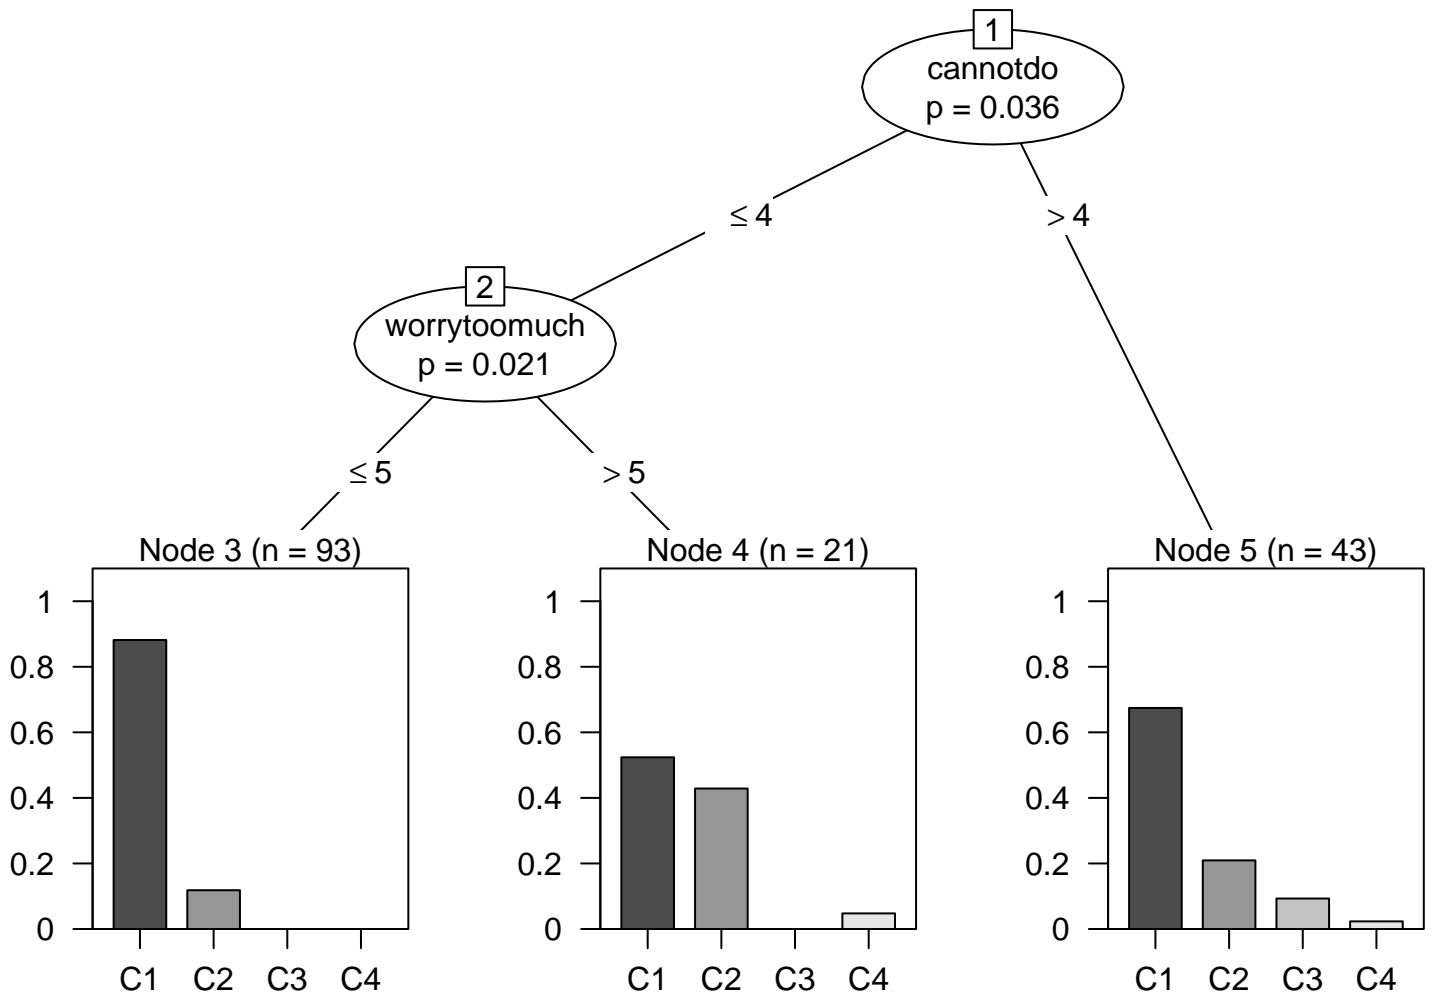 1
cannotdo
p = 0.036
≤ 4
> 4
2
worrytoomuch
p = 0.021
≤ 5
> 5
Node 3 (n = 93)
1
0.8
0.6
0.4
0.2
0
C1 C2 C3 C4
Node 4 (n = 21)
1
0.8
0.6
0.4
0.2
0
C1 C2 C3 C4
Node 5 (n = 43)
1
0.8
0.6
0.4
0.2
0
C1 C2 C3 C4